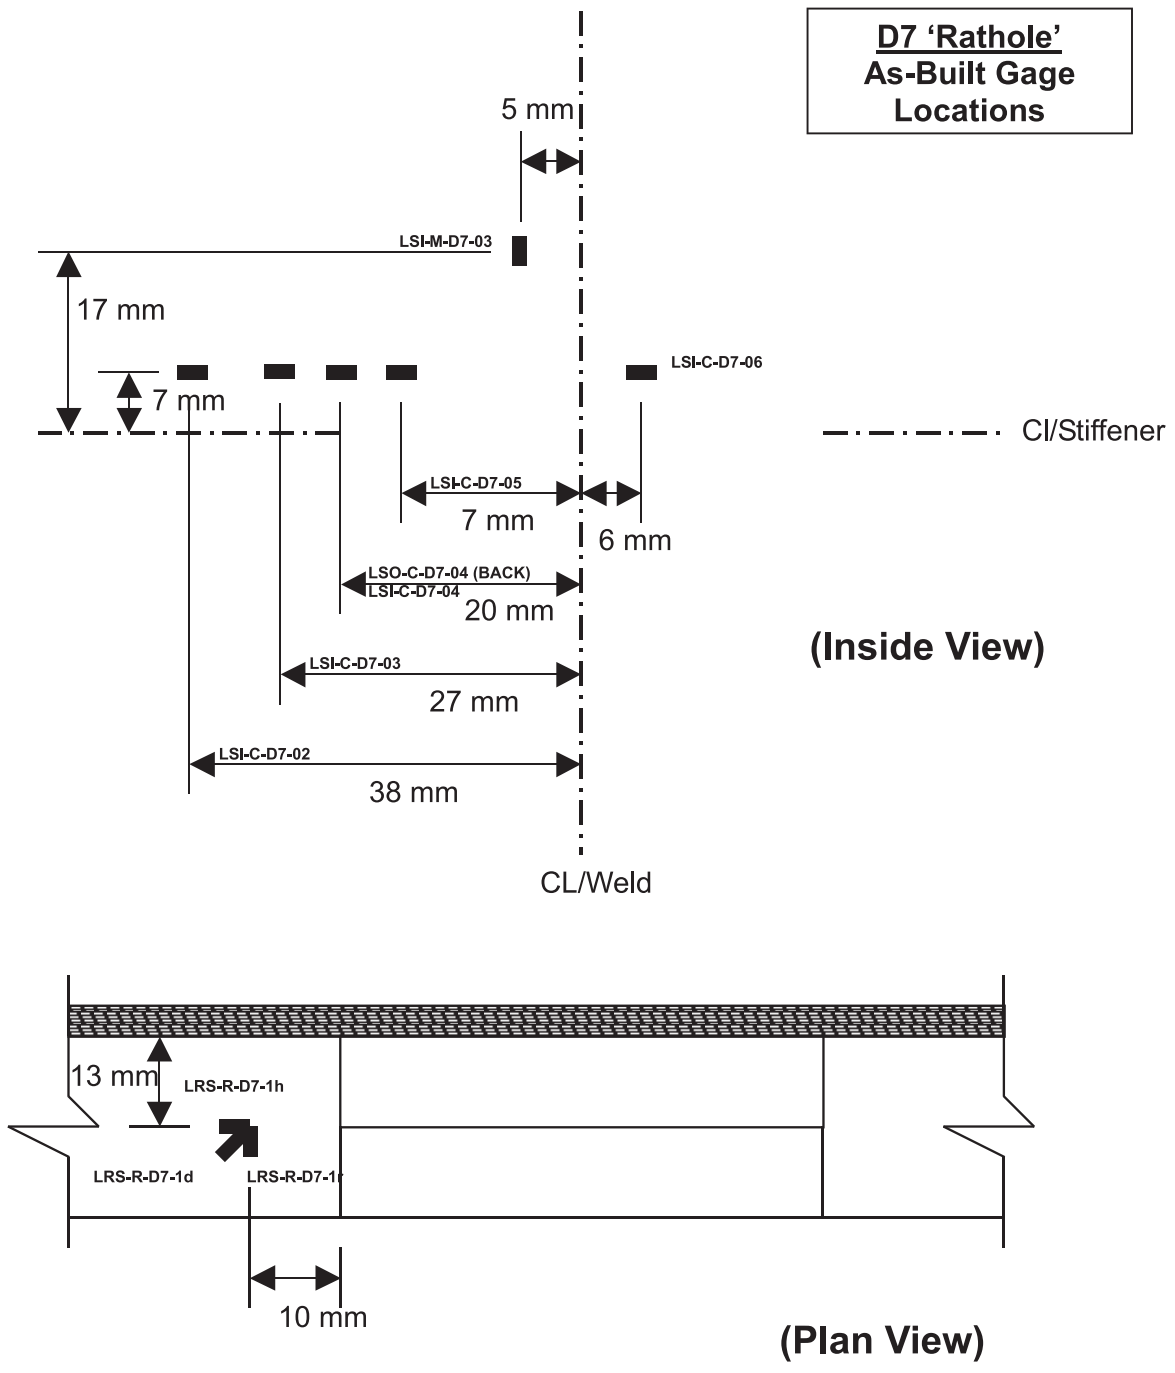 D7 ‘Rathole’
As-Built Gage
Locations
5 mm
LSI-M-D7-03
17 mm
LSI-C-D7-06
7 mm
Cl/Stiffener
LSI-C-D7-05
7 mm
6 mm
LSO-C-D7-04 (BACK)
LSI-C-D7-04
20 mm
(Inside View)
LSI-C-D7-03
27 mm
LSI-C-D7-02
38 mm
CL/Weld
13 mm
LRS-R-D7-1h
LRS-R-D7-1d
LRS-R-D7-1r
10 mm
(Plan View)